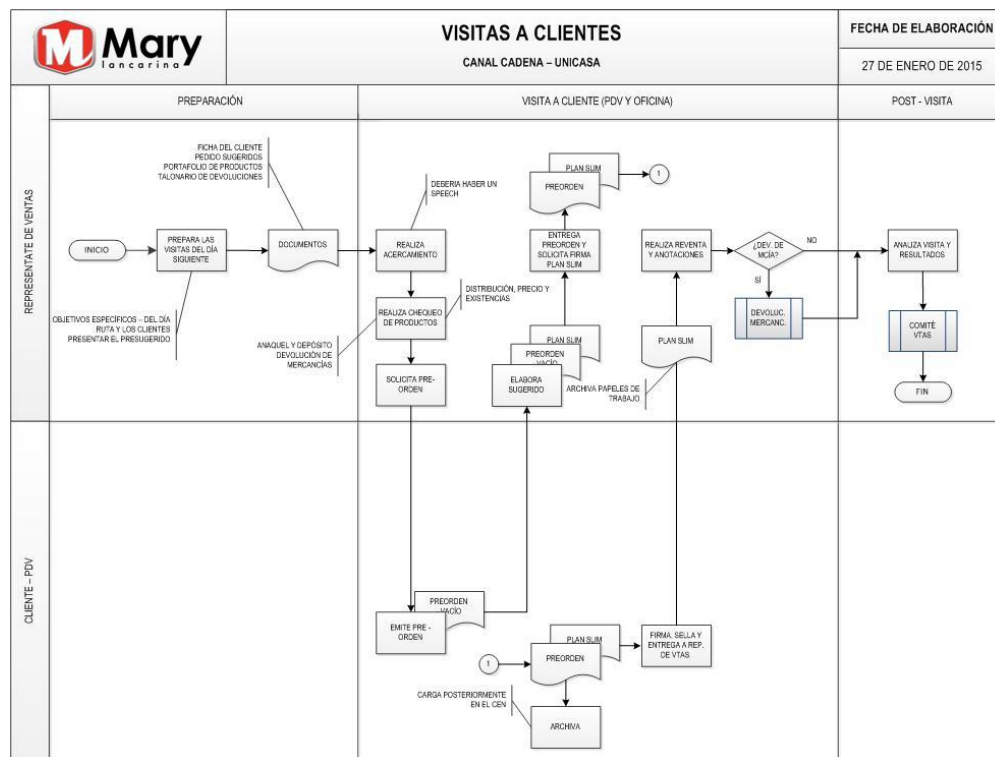 Mary
Iancarina
VISITAS A CLIENTES
CANAL CADENA – UNICASA
FECHA DE ELABORACIÓN
27 DE ENERO DE 2015
PREPARACIÓN
VISITA A CLIENTE (PDV Y OFICINA)
POST - VISITA
REPRESENTATE DE VENTAS
INICIO
PREPARA LAS
VISITAS DEL DÍA
SIGUIENTE
OBJETIVOS ESPECÍFICOS – DEL DÍA
RUTA Y LOS CLIENTES
PRESENTAR EL PRESUGERIDO
FICHA DEL CLIENTE
PEDIDO SUGERIDOS
PORTAFOLIO DE PRODUCTOS
TALONARIO DE DEVOLUCIONES
DOCUMENTOS
DEBERIA HABER UN
SPEECH
REALIZA
ACERCAMIENTO
DISTRIBUCIÓN, PRECIO Y
EXISTENCIAS
REALIZA CHEQUEO
DE PRODUCTOS
ANAQUEL Y DEPÓSITO
DEVOLUCIÓN DE
MERCANCÍAS
SOLICITA PRE-
ORDEN
PLAN SLIM
PREORDEN
1
ENTREGA
PREORDEN Y
SOLICITA FIRMA
PLAN SLIM
PLAN SLIM
PREORDEN
VACÍO
ELABORA
SUGERIDO
REALIZA REVENTA
Y ANOTACIONES
PLAN SLIM
ARCHIVA PAPELES DE
TRABAJO
¿DEV. DE
MCÍA?
NO
SÍ
DEVOLUC.
MERCANC.
ANALIZA VISITA Y
RESULTADOS
COMITÉ
VTAS
FIN
CLIENTE – PDV
PREORDEN
VACÍO
EMITE PRE -
ORDEN
1
PLAN SLIM
PREORDEN
FIRMA, SELLA Y
ENTREGA A REP.
DE VTAS.
CARGA POSTERIORMENTE
EN EL CEN
ARCHIVA